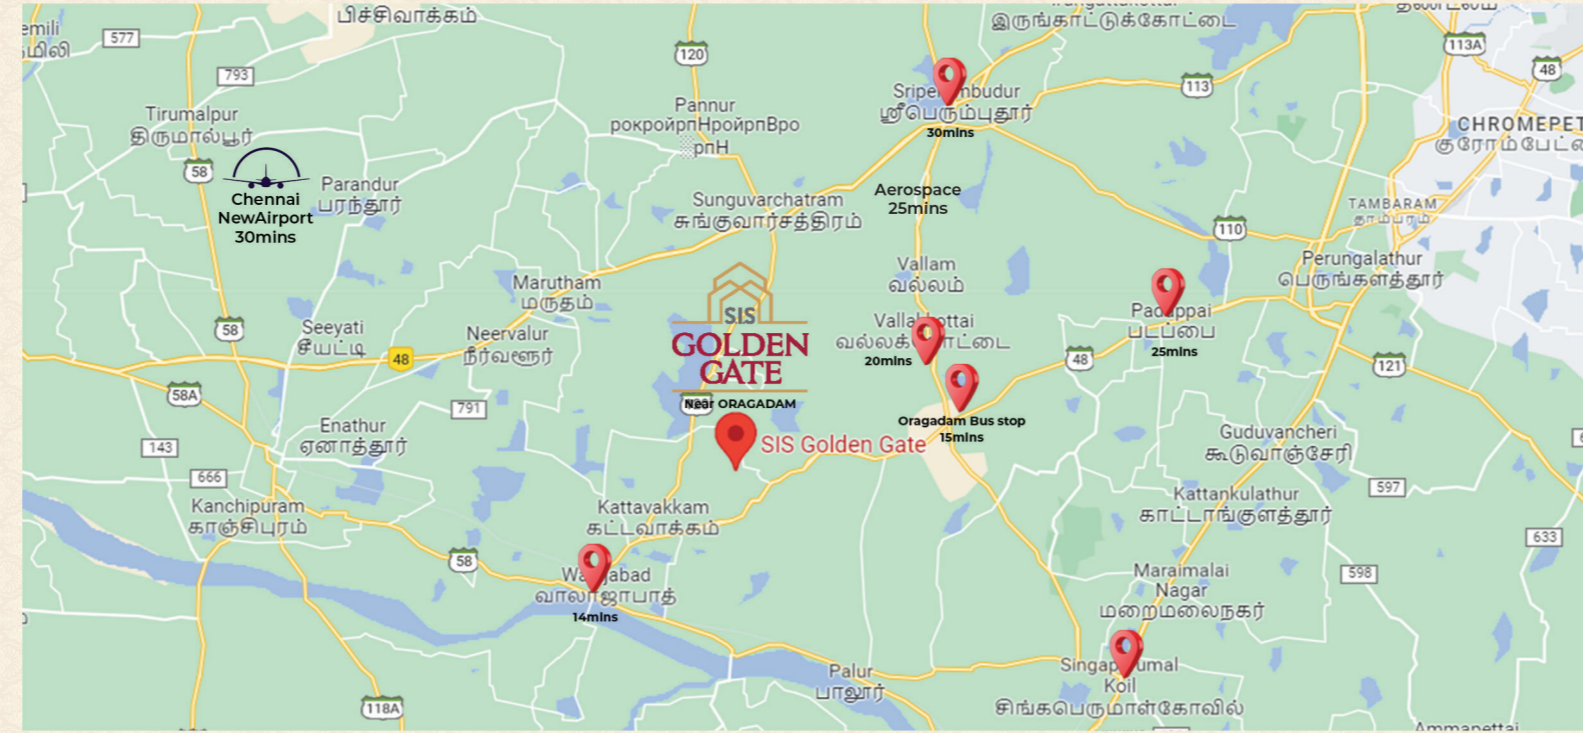 577
பிச்சிவாக்கம்
793
120
Tirumalpur
திருமால்பூர்
58
Chennai
NewAirport
30mins
Parandur
பரந்தூர்
Pannur
рокройрпНройрпВро
рпН
30mins
ஸ்ரீபெரும்புதூர்
இருங்காட்டுக்கோட்டை
113
113A
48
CHROMEPET
Sunguvarchatram
சுங்குவார்சத்திரம்
Aerospace
25mins
TAMBARAM
தாம்பரம்
110
Perungalathur
பெருங்களத்தூர்
Vallam
வல்லம்
Marutham
மருதம்
58
Seeyati
சீயட்டி
Neervalur
நீர்வளூர்
48
S.I.S
GOLDEN
GATE
Near ORAGADAM
SIS Golden Gate
20mins
படப்பை
25mins
48
121
Oragadam Bus stop
15mins
58A
791
143
Enathur
ஏனாத்தூர்
666
Kanchipuram
காஞ்சிபுரம்
Guduvancheri
கூடுவாஞ்சேரி
597
Kattankulathur
காட்டாங்குளத்தூர்
633
Kattavakkam
கட்டவாக்கம்
58
வாலாஜாபாத்
14mins
598
Maraimalai
Nagar
மறைமலைநகர்
Palur
பாலூர்
Koil
சிங்கபெருமாள்கோவில்
118A